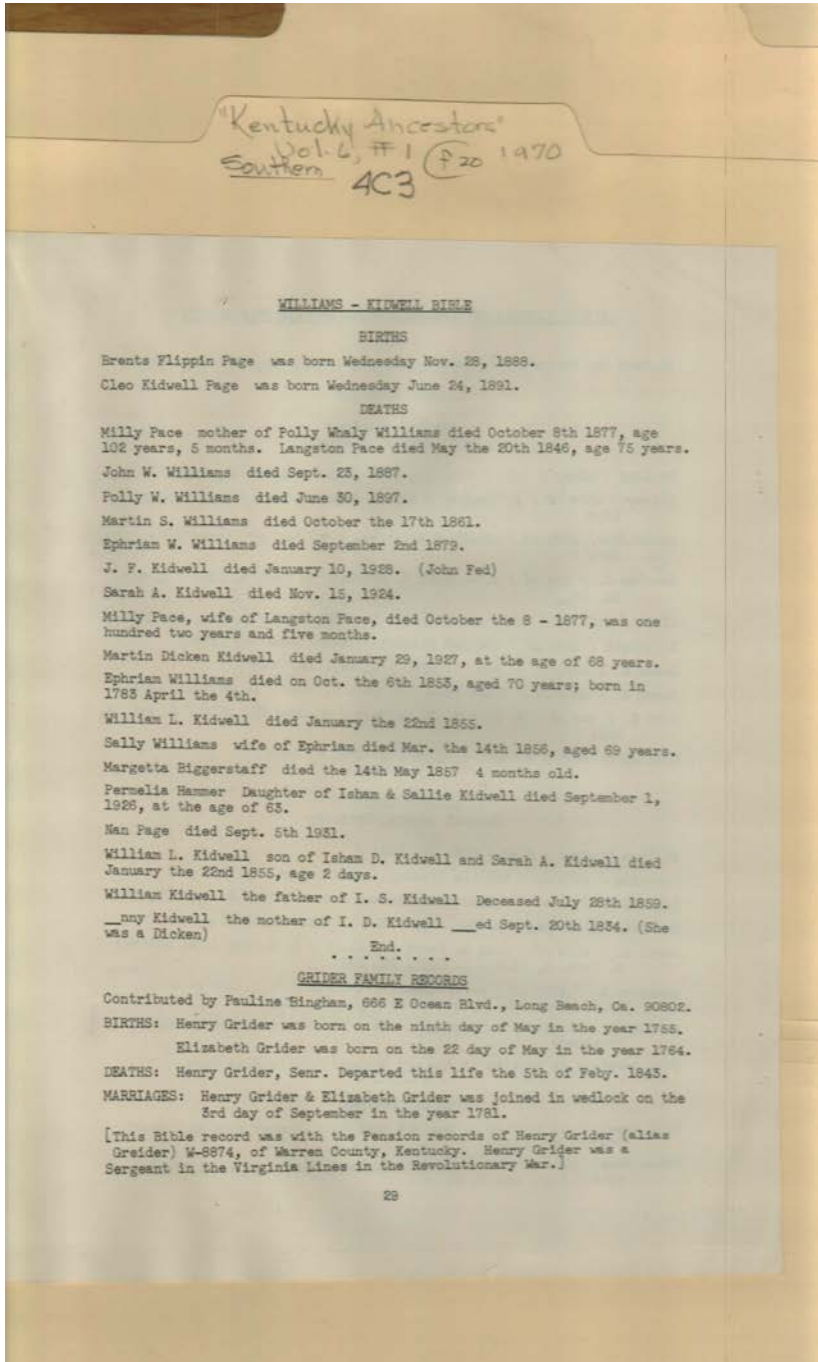 "Kentucky Ancestors"
Vol. 6, #1 f 20 1970
Southern
4C3
WILLIAMS - KIDWELL BIBLE
BIRTHS
Brents Flippin Page was born Wednesday Nov. 28, 1888.
Cleo Kidwell Page was born Wednesday June 24, 1891.
DEATHS
Milly Pace mother of Polly Whaly Williams died October 8th 1877, age
102 years, 5 months. Langston Pace died May the 20th 1846, age 75 years.
John W. Williams died Sept. 23, 1887.
Polly W. Williams died June 30, 1897.
Martin S. Williams died October the 17th 1861.
Ephriam W. Williams died September 2nd 1879.
J. F. Kidwell died January 10, 1928. (John Fed)
Sarah A. Kidwell died Nov. 15, 1924.
Milly Pace, wife of Langston Pace, died October the 8 - 1877, was one
hundred two years and five months.
Martin Dicken Kidwell died January 29, 1927, at the age of 68 years.
Ephriam Williams died on Oct. the 6th 1853, aged 70 years; born in
1783 April the 4th.
William L. Kidwell died January the 22nd 1855.
Sally Williams wife of Ephriam died Mar. the 14th 1856, aged 69 years.
Margetta Biggerstaff died the 14th May 1857 4 months old.
Permelia Hammer Daughter of Isham & Sallie Kidwell died September 1,
1926, at the age of 63.
Nan Page died Sept. 5th 1931.
William L. Kidwell son of Isham D. Kidwell and Sarah A. Kidwell died
January the 22nd 1855, age 2 days.
William Kidwell the father of I. S. Kidwell Deceased July 28th 1859.
__nny Kidwell the mother of I. D. Kidwell ___ed Sept. 20th 1834. (She
was a Dicken)
End.
. . . . . . . .
GRIDER FAMILY RECORDS
Contributed by Pauline Bingham, 666 E Ocean Blvd., Long Beach, Ca. 90802.
BIRTHS: Henry Grider was born on the ninth day of May in the year 1755.
Elizabeth Grider was born on the 22 day of May in the year 1764.
DEATHS: Henry Grider, Senr. Departed this life the 5th of Feby. 1843.
MARRIAGES: Henry Grider & Elizabeth Grider was joined in wedlock on the
3rd day of September in the year 1781.
[This Bible record was with the Pension records of Henry Grider (alias
Greider) W-8874, of Warren County, Kentucky. Henry Grider was a
Sergeant in the Virginia Lines in the Revolutionary War.]
29